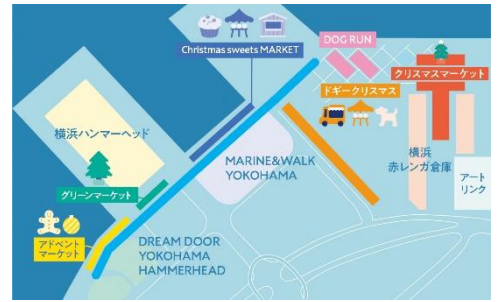 Christmas sweets MARKET
DOG RUN
クリスマスマーケット
ドギークリスマス
横浜ハンマーヘッド
MARINE&WALK
YOKOHAMA
横浜
赤レンガ倉庫
アート
リンク
グリーンマーケット
アドベント
マーケット
DREAM DOOR
YOKOHAMA
HAMMERHEAD